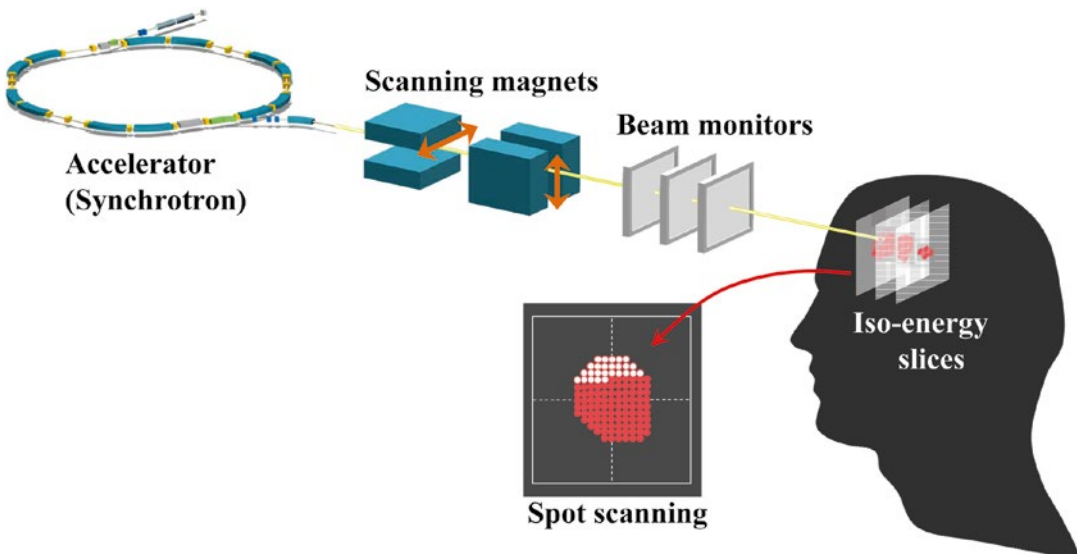 Scanning magnets
Beam monitors
Accelerator
(Synchrotron)
Iso-energy
slices
Spot scanning